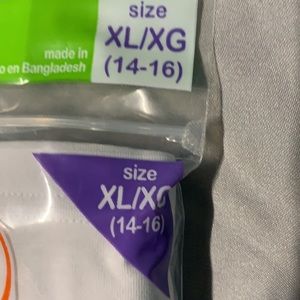 size
XL/XG
(14-16)
made in
o en Bangladesh
size
XL/XG
(14-16)